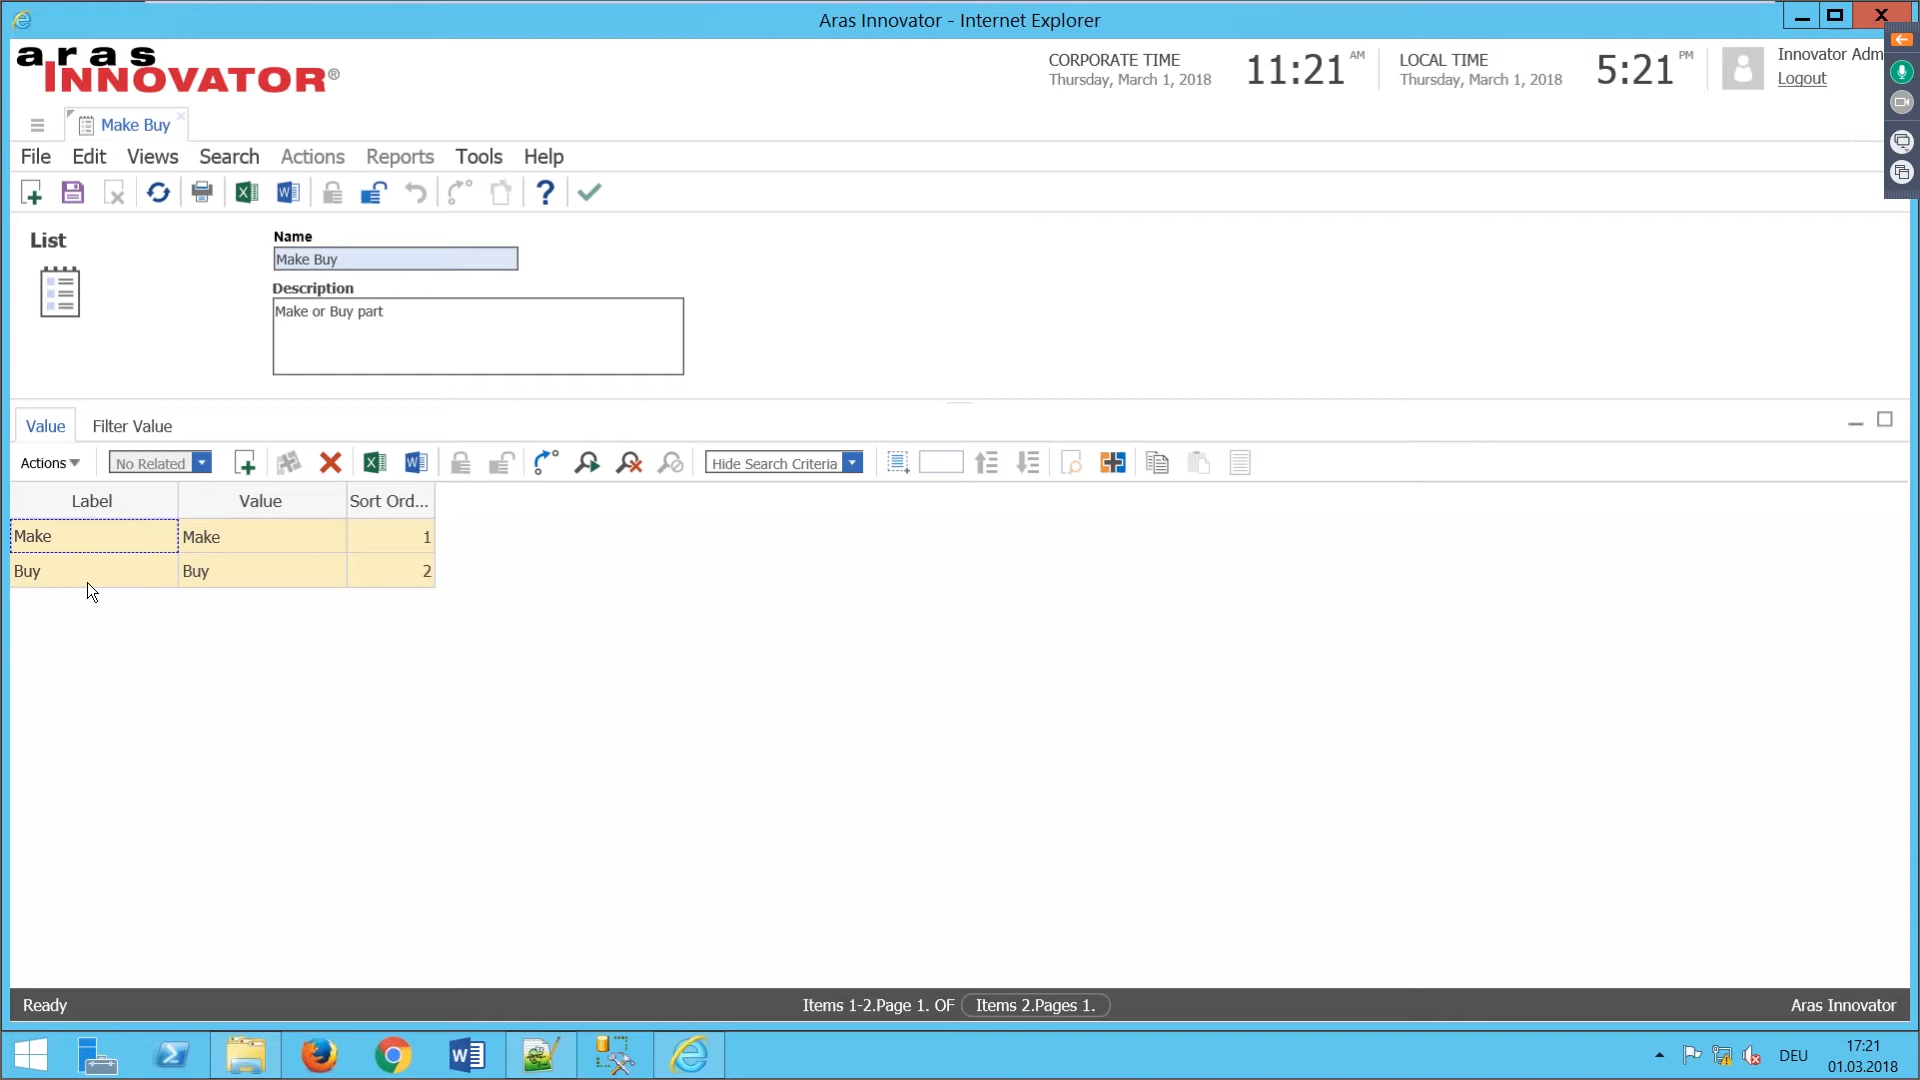 Aras Innovator - Internet Explorer
aras
INNOVATOR®
CORPORATE TIME
Thursday, March 1, 2018
11:21 AM
LOCAL TIME
Thursday, March 1, 2018
5:21 PM
Innovator Adm
Logout
Make Buy
File Edit Views Search Actions Reports Tools Help
List
Name
Make Buy
Description
Make or Buy part
Value Filter Value
Actions No Related Hide Search Criteria
Label Value Sort Ord...
Make Make 1
Buy Buy 2
Ready Items 1-2.Page 1. OF Items 2.Pages 1. Aras Innovator
DEU 17:21
01.03.2018